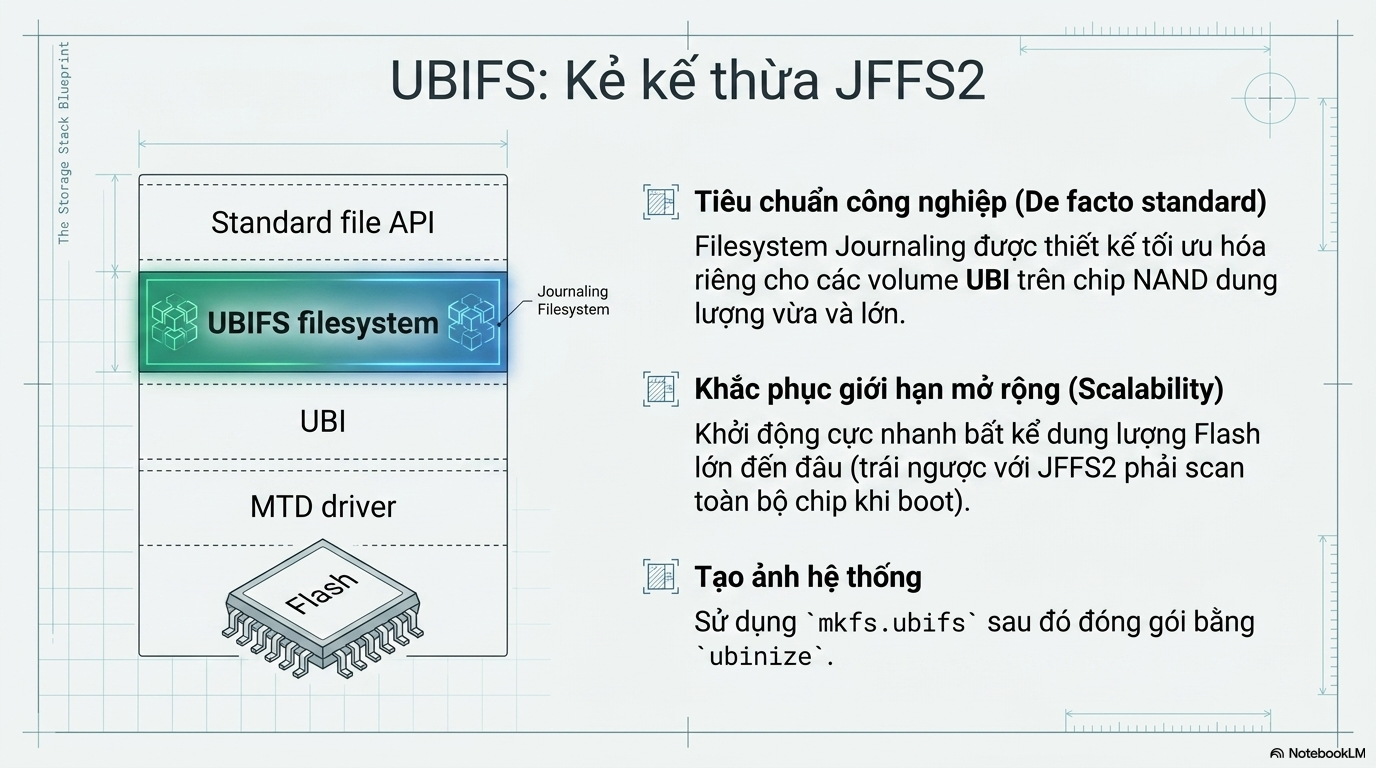 The Storage Stack Blueprint
UBIFS: Kẻ kế thừa JFFS2
Standard file API
UBIFS filesystem
Journaling
Filesystem
UBI
MTD driver
Flash
Tiêu chuẩn công nghiệp (De facto standard)
Filesystem Journaling được thiết kế tối ưu hóa
riêng cho các volume UBI trên chip NAND dung
lượng vừa và lớn.
Khắc phục giới hạn mở rộng (Scalability)
Khởi động cực nhanh bất kể dung lượng Flash
lớn đến đâu (trái ngược với JFFS2 phải scan
toàn bộ chip khi boot).
Tạo ảnh hệ thống
Sử dụng `mkfs.ubifs` sau đó đóng gói bằng
`ubinize`.
NotebookLM